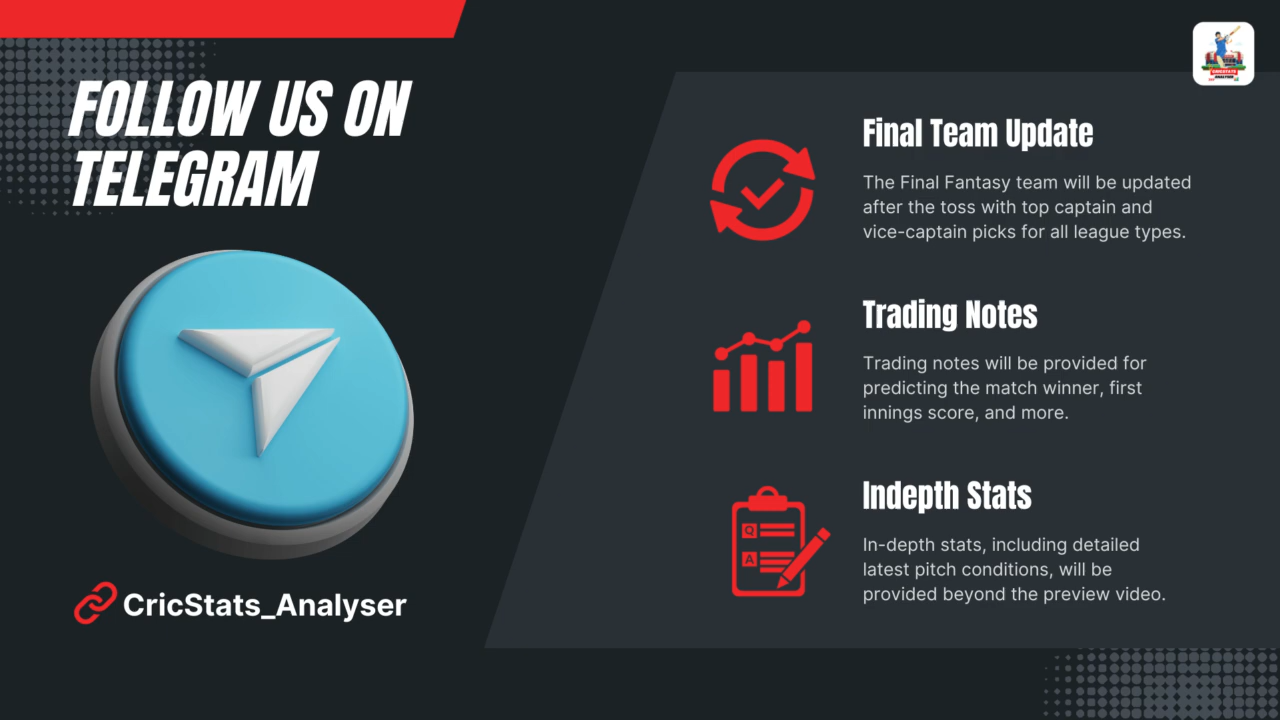 FOLLOW US ON
TELEGRAM
CricStats_Analyser
Final Team Update
The Final Fantasy team will be updated
after the toss with top captain and
vice-captain picks for all league types.
Trading Notes
Trading notes will be provided for
predicting the match winner, first
innings score, and more.
Q
A
Indepth Stats
In-depth stats, including detailed
latest pitch conditions, will be
provided beyond the preview video.